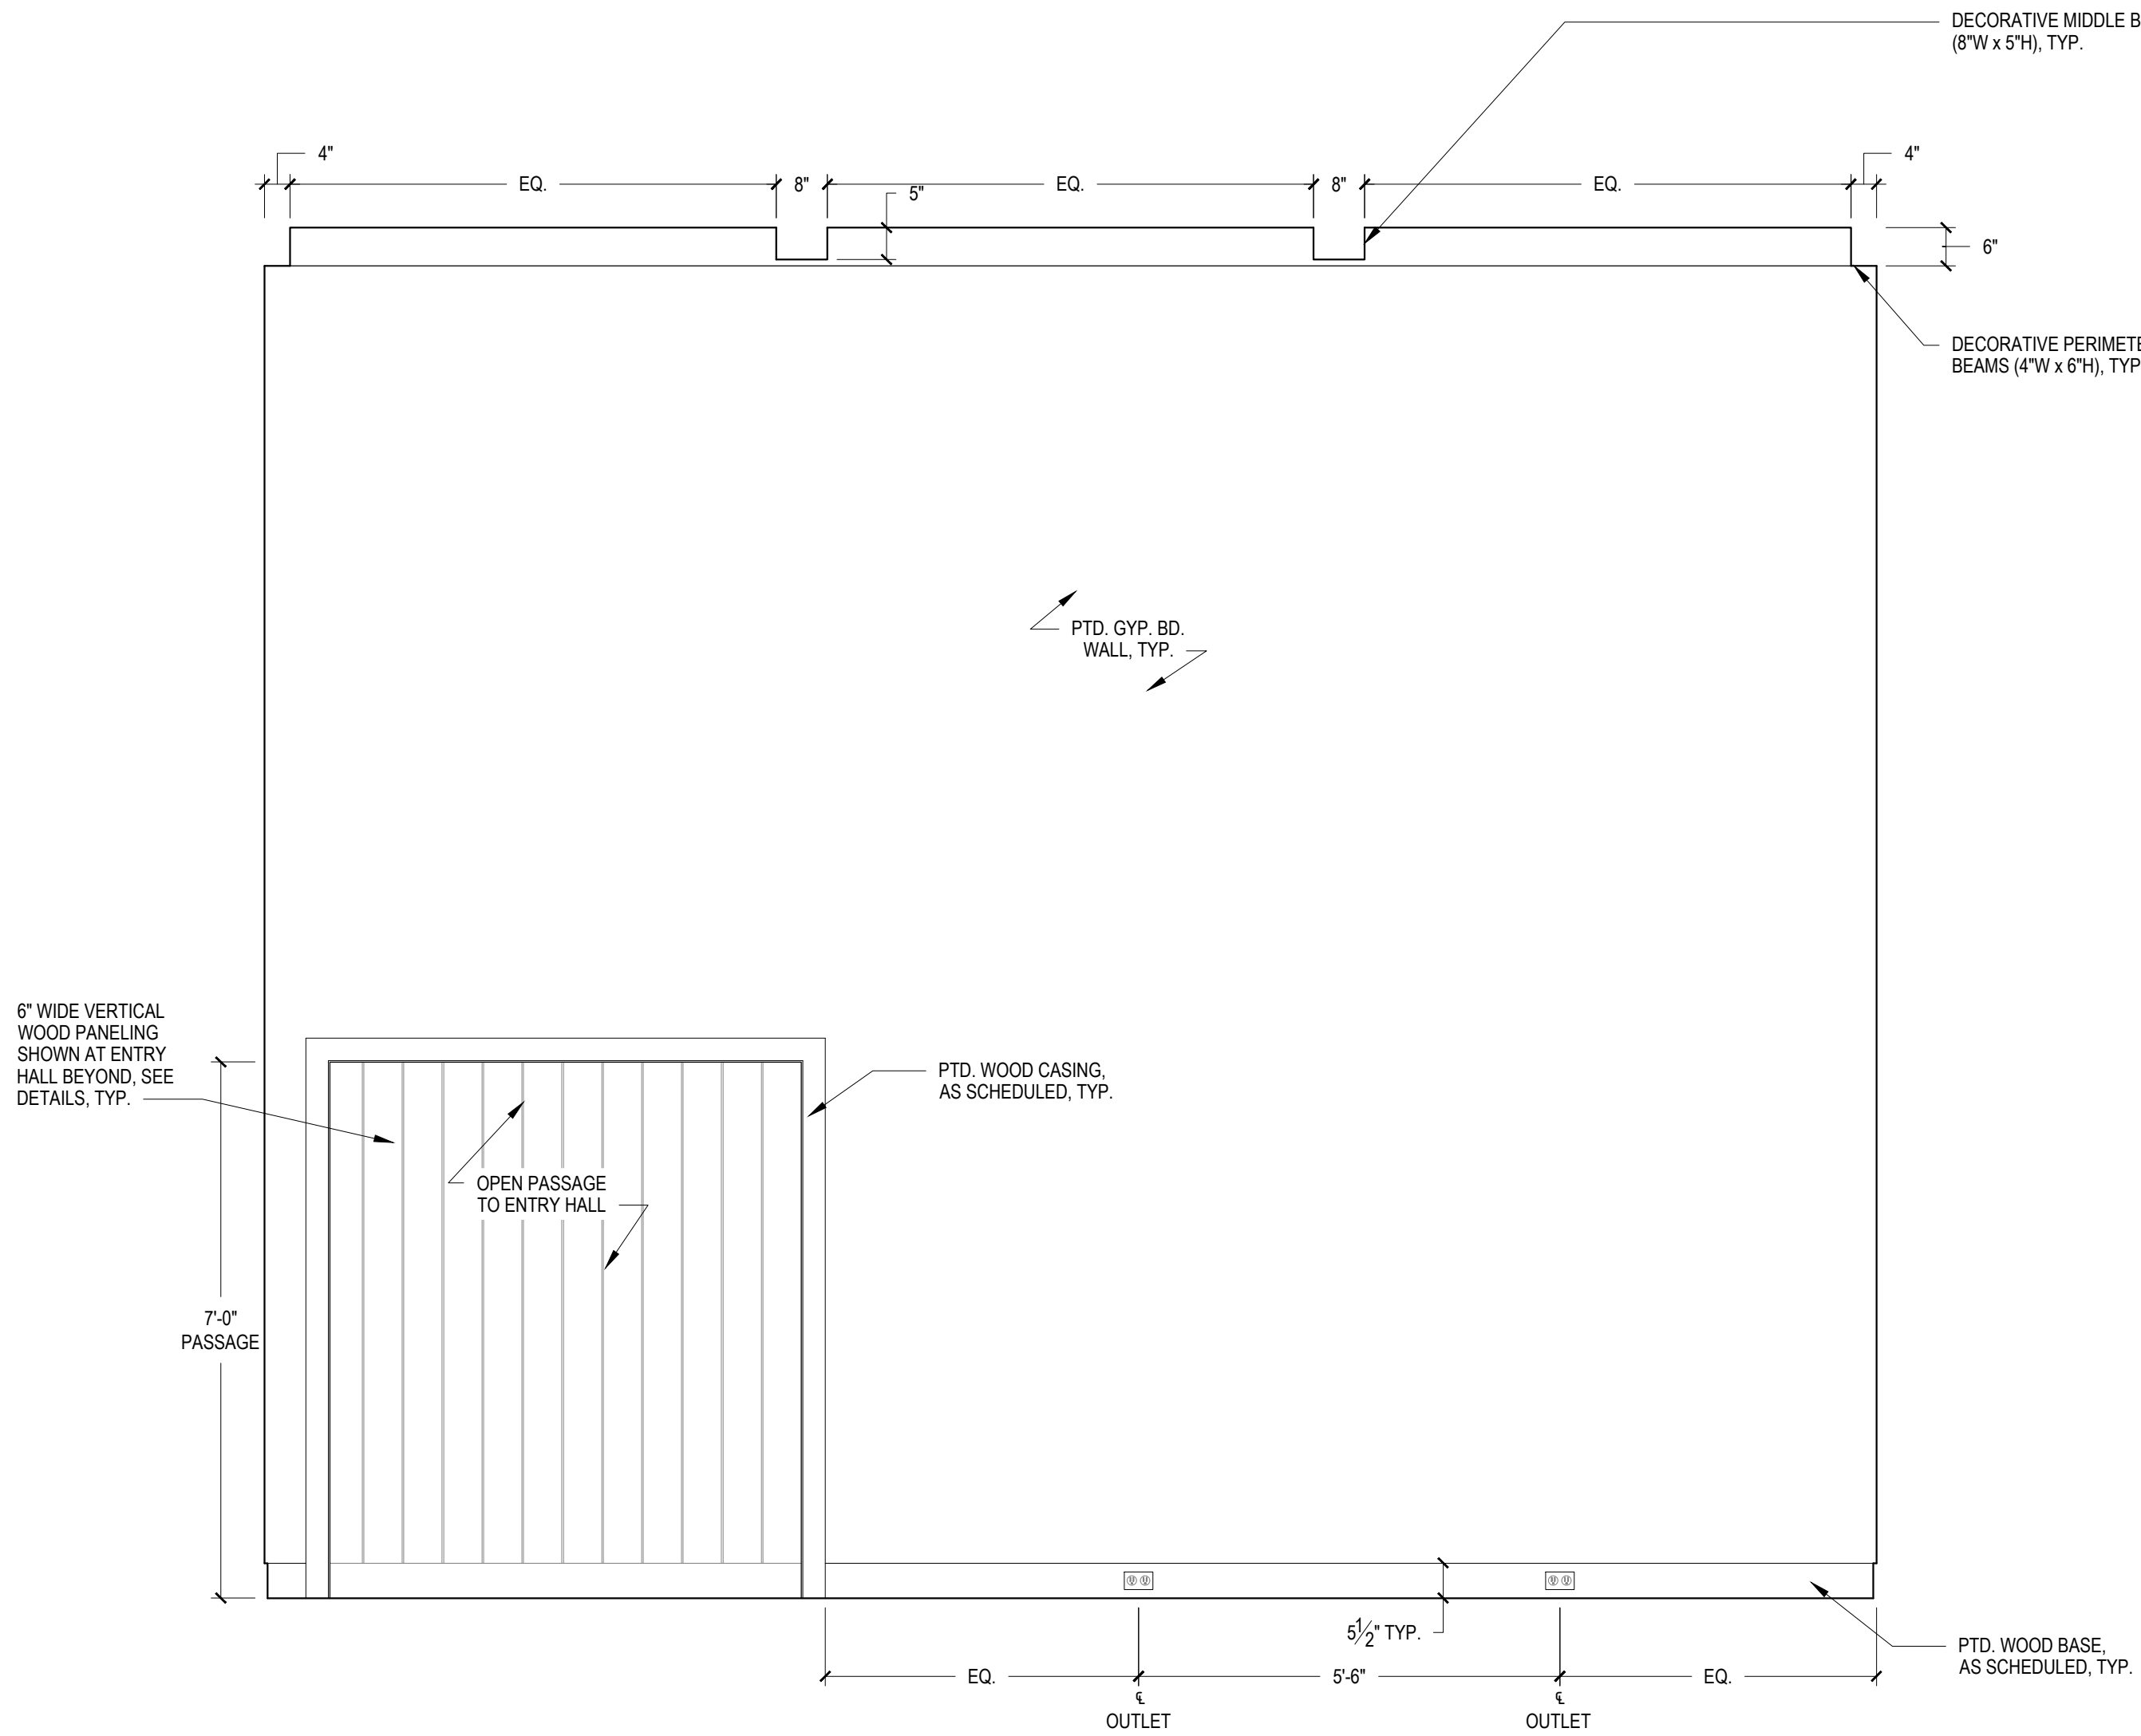 DECORATIVE MIDDLE B
(8"W x 5"H), TYP.
4"
EQ.
8"
EQ.
8"
EQ.
4"
5"
6"
DECORATIVE PERIMETE
BEAMS (4"W x 6"H), TYP
PTD. GYP. BD.
WALL, TYP.
6" WIDE VERTICAL
WOOD PANELING
SHOWN AT ENTRY
HALL BEYOND, SEE
DETAILS, TYP.
PTD. WOOD CASING,
AS SCHEDULED, TYP.
OPEN PASSAGE
TO ENTRY HALL
7'-0"
PASSAGE
5 1/2" TYP.
PTD. WOOD BASE,
AS SCHEDULED, TYP.
EQ.
5'-6"
EQ.
℄
OUTLET
℄
OUTLET